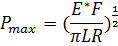 P_max = (E*F / πLR)^½